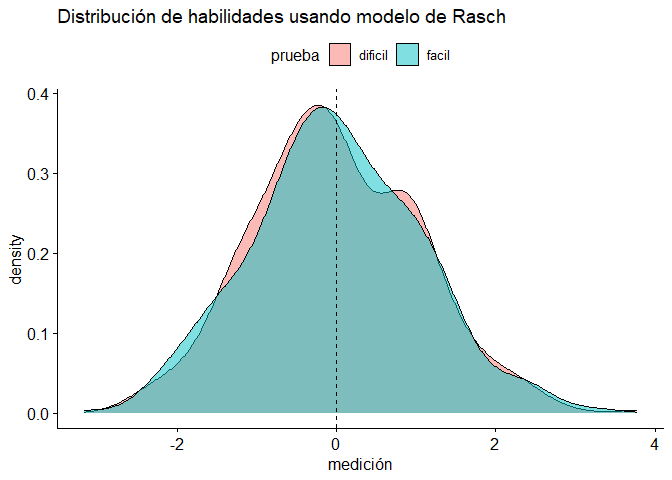 Distribución de habilidades usando modelo de Rasch
prueba dificil facil
0.4
0.3
0.2
0.1
0.0
density
-2 0 2 4
medición